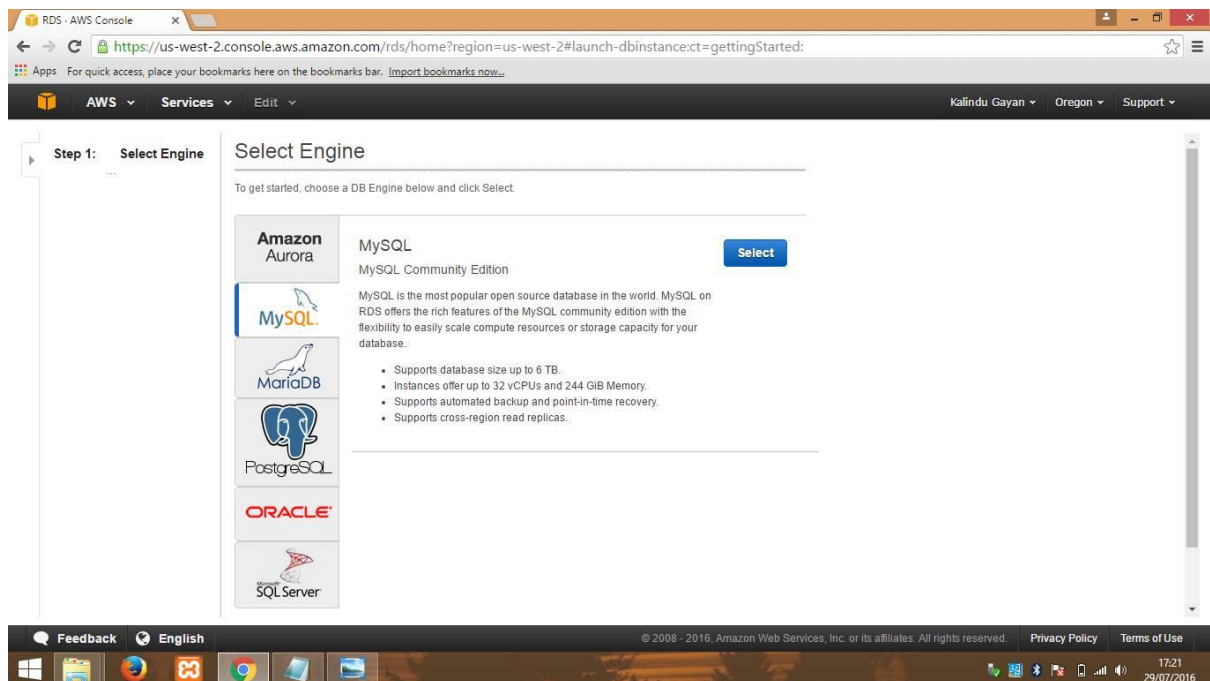 RDS · AWS Console
https://us-west-2.console.aws.amazon.com/rds/home?region=us-west-2#launch-dbinstance:ct=gettingStarted:
Apps For quick access, place your bookmarks here on the bookmarks bar. Import bookmarks now...
AWS Services Edit Kalindu Gayan Oregon Support
Step 1: Select Engine
Select Engine
To get started, choose a DB Engine below and click Select.
Amazon
Aurora
MySQL
MariaDB
PostgreSQL
ORACLE
Microsoft
SQL Server
MySQL
Select
MySQL Community Edition
MySQL is the most popular open source database in the world. MySQL on
RDS offers the rich features of the MySQL community edition with the
flexibility to easily scale compute resources or storage capacity for your
database.
• Supports database size up to 6 TB.
• Instances offer up to 32 vCPUs and 244 GiB Memory.
• Supports automated backup and point-in-time recovery.
• Supports cross-region read replicas.
Feedback English © 2008 - 2016, Amazon Web Services, Inc. or its affiliates. All rights reserved. Privacy Policy Terms of Use
17:21
29/07/2016